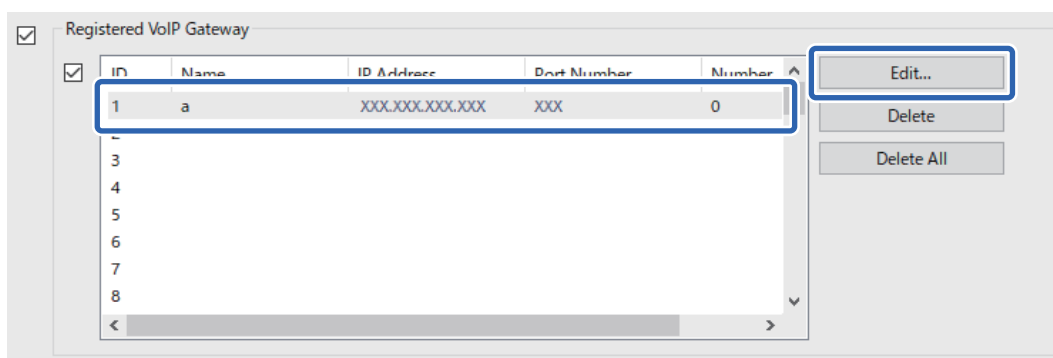 Registered VoIP Gateway
ID Name IP Address Port Number Number
1 a XXX.XXX.XXX.XXX XXX 0
2
3
4
5
6
7
8
Edit...
Delete
Delete All